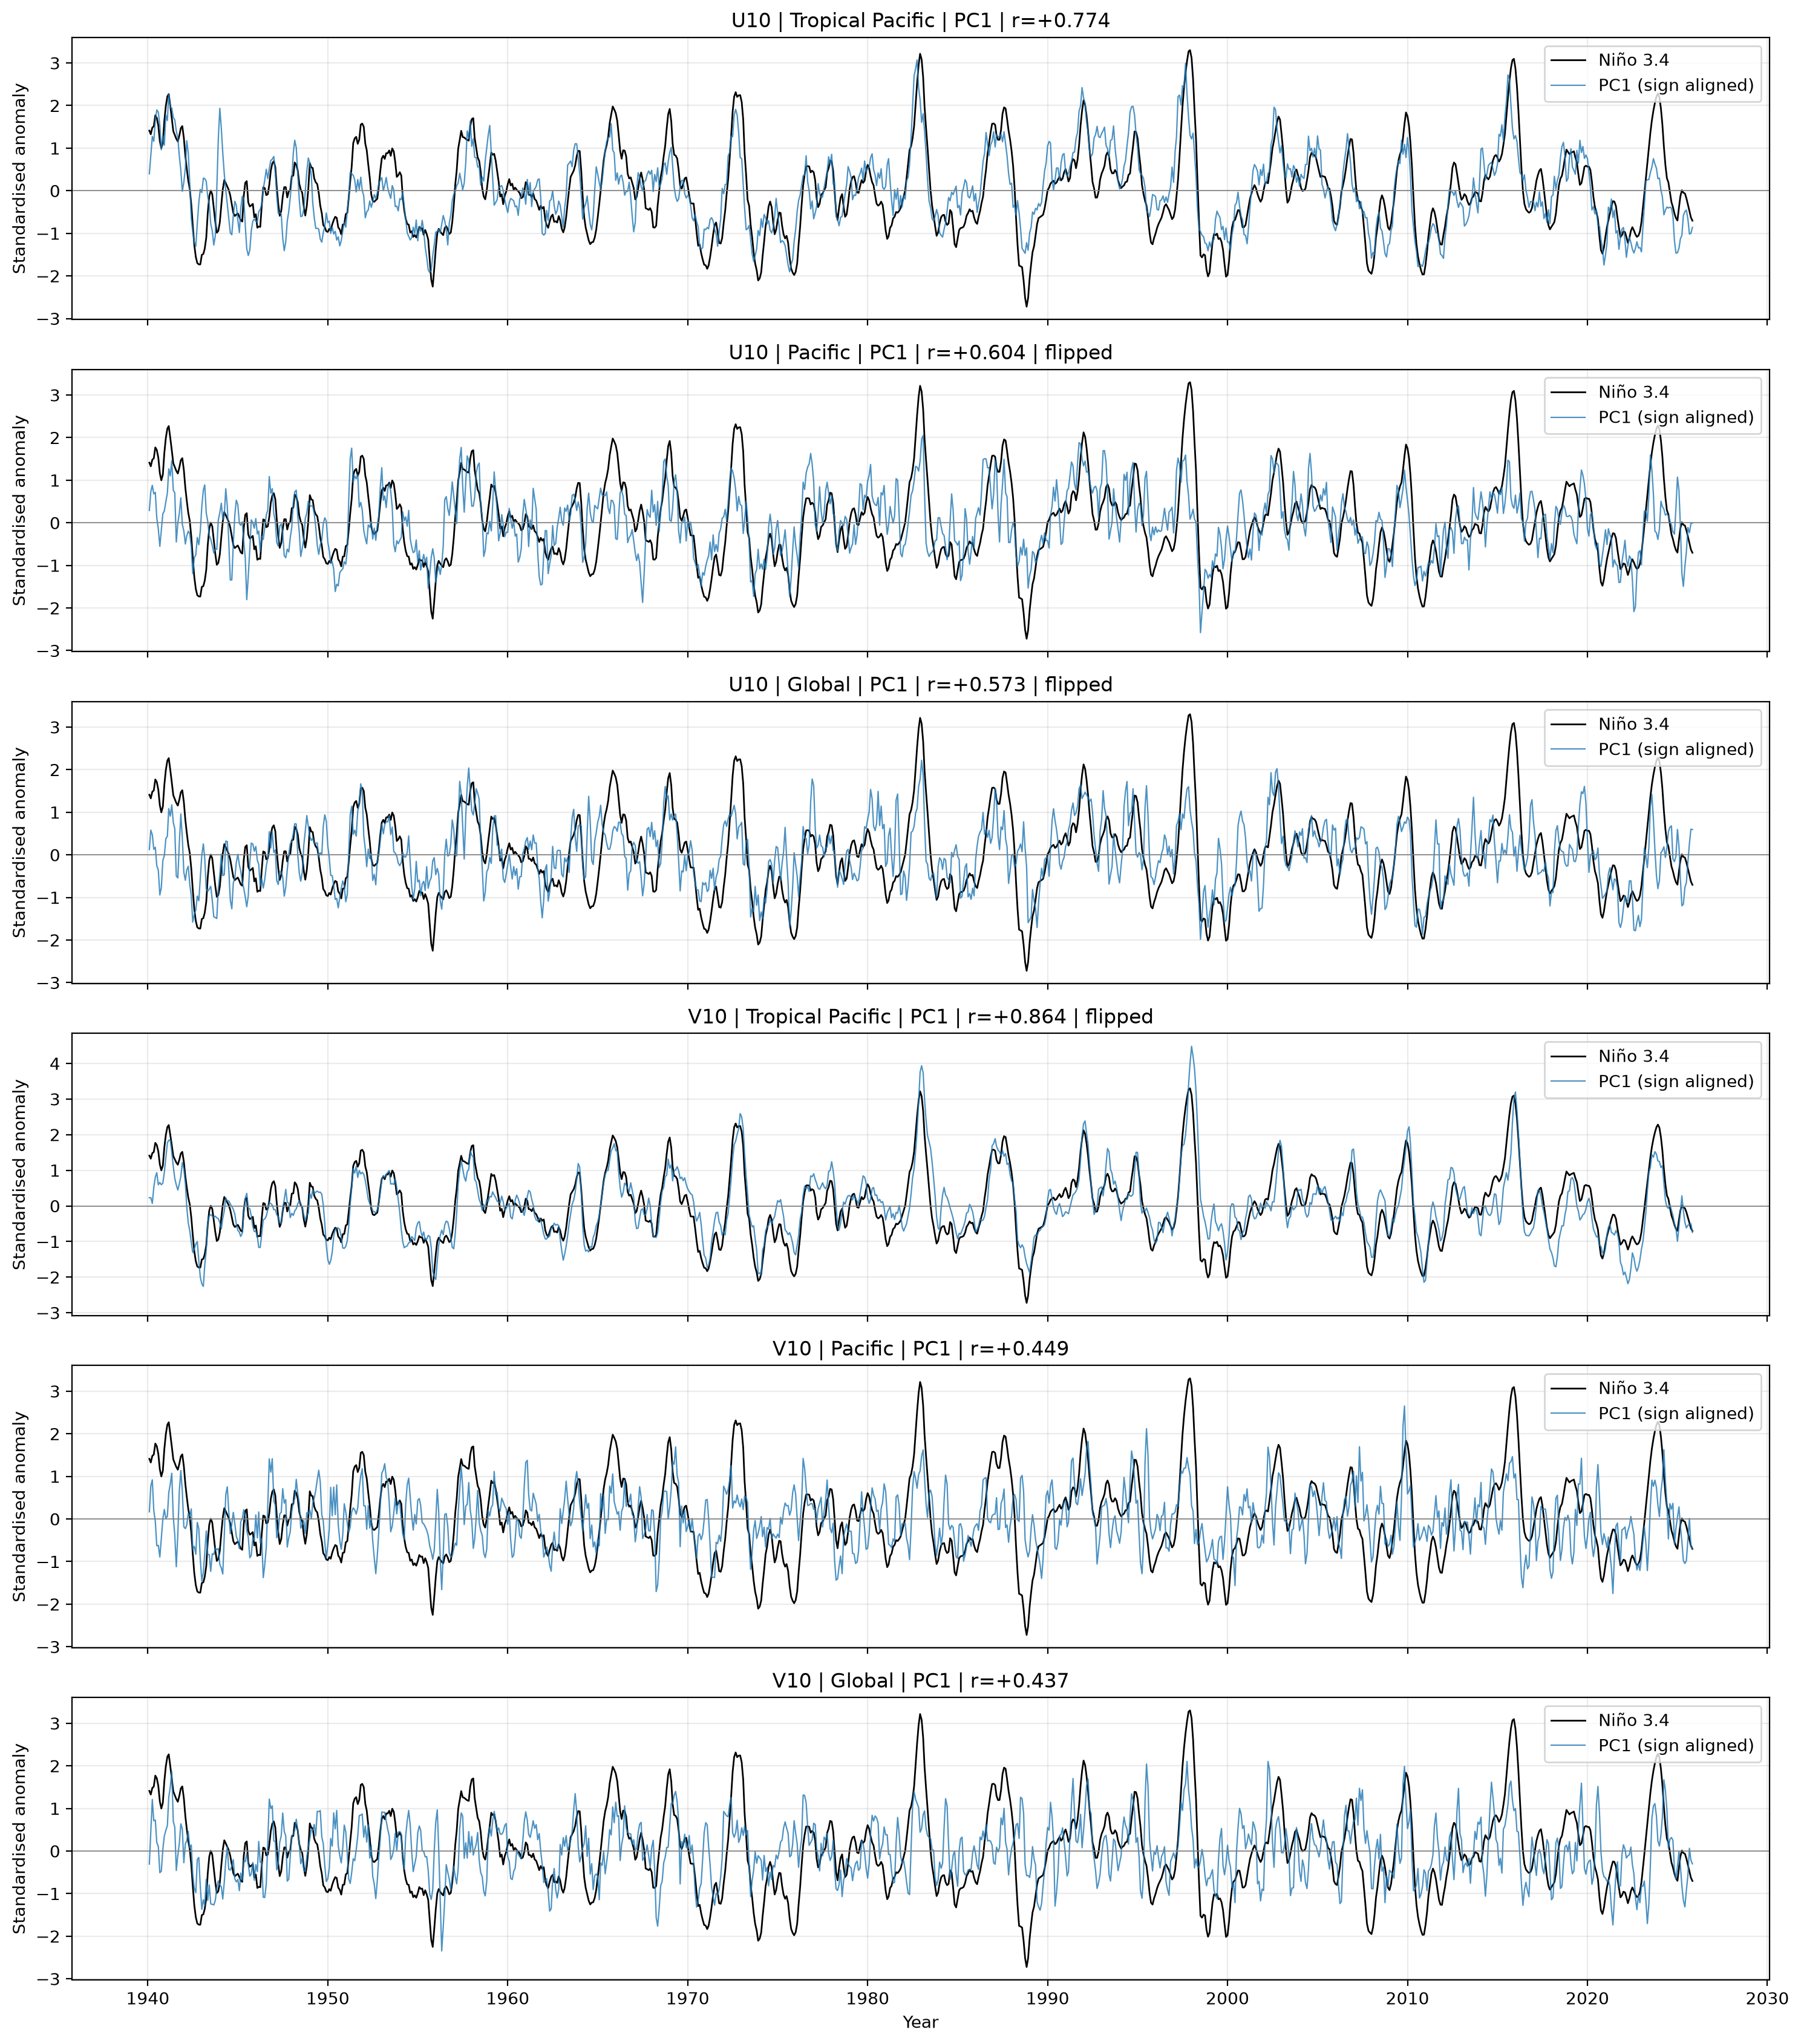 U10 | Tropical Pacific | PC1 | r=+0.774
Standardised anomaly
3
2
1
0
−1
−2
−3
Niño 3.4
PC1 (sign aligned)
U10 | Pacific | PC1 | r=+0.604 | flipped
Standardised anomaly
3
2
1
0
−1
−2
−3
Niño 3.4
PC1 (sign aligned)
U10 | Global | PC1 | r=+0.573 | flipped
Standardised anomaly
3
2
1
0
−1
−2
−3
Niño 3.4
PC1 (sign aligned)
V10 | Tropical Pacific | PC1 | r=+0.864 | flipped
Standardised anomaly
4
3
2
1
0
−1
−2
−3
Niño 3.4
PC1 (sign aligned)
V10 | Pacific | PC1 | r=+0.449
Standardised anomaly
3
2
1
0
−1
−2
−3
Niño 3.4
PC1 (sign aligned)
V10 | Global | PC1 | r=+0.437
Standardised anomaly
3
2
1
0
−1
−2
−3
Niño 3.4
PC1 (sign aligned)
1940 1950 1960 1970 1980 1990 2000 2010 2020 2030
Year